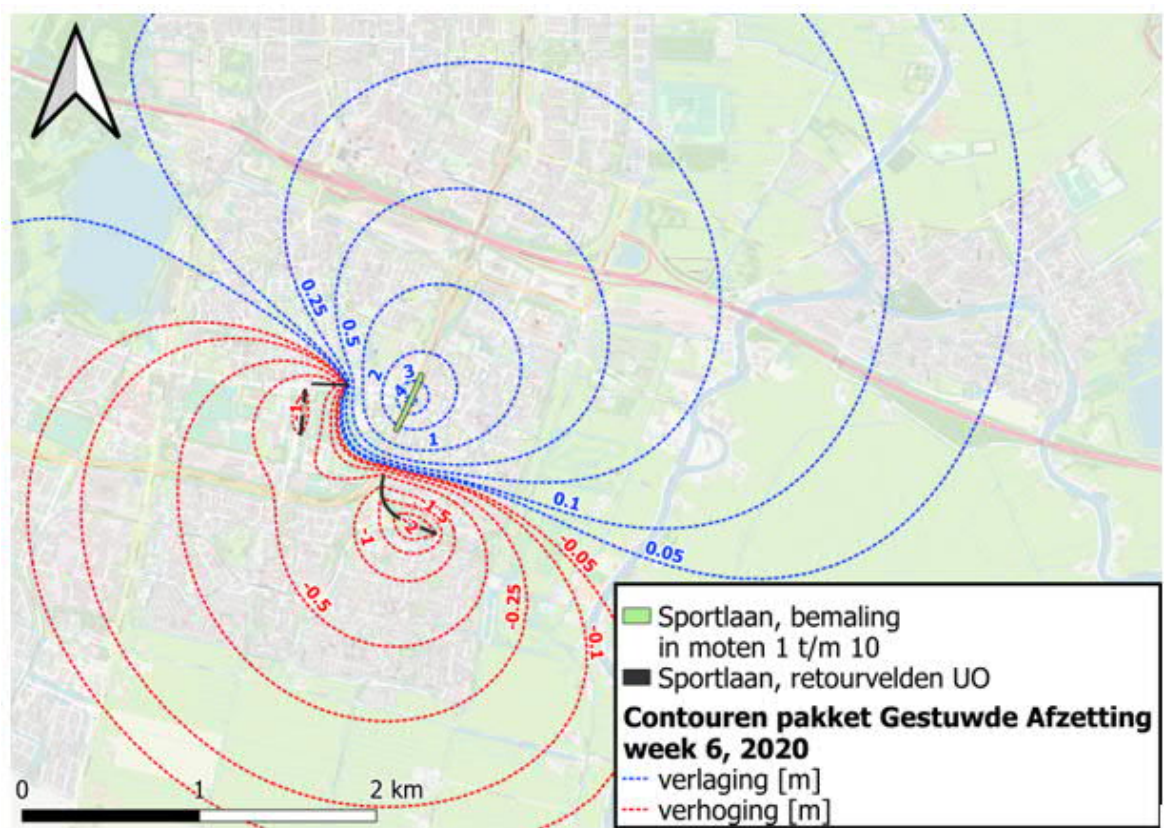 0.25
0.5
2
3
4
1
-1
0.1
0.05
1.5
-2
-1
-0.5
-0.05
-0.25
-0.1
Sportlaan, bemaling
in moten 1 t/m 10
Sportlaan, retourvelden UO
Contouren pakket Gestuwde Afzetting
week 6, 2020
verlaging [m]
verhoging [m]
0 1 2 km